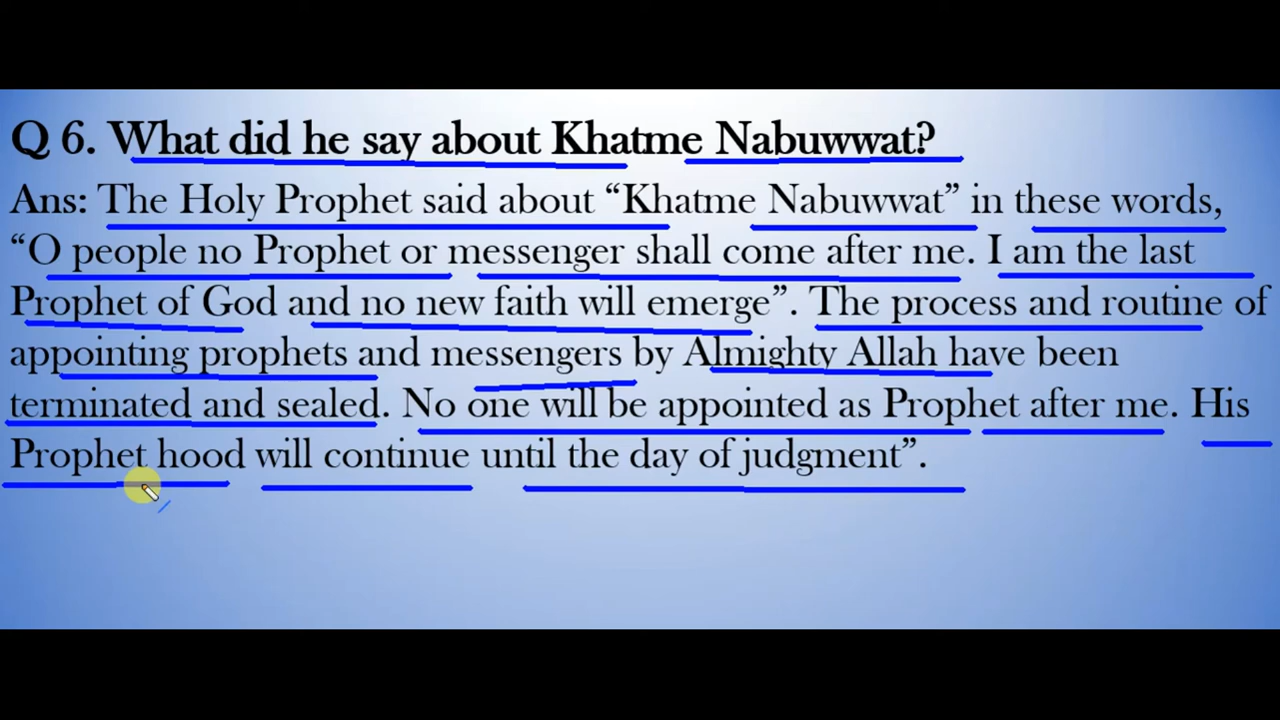 Q 6. What did he say about Khatme Nabuwwat?
Ans: The Holy Prophet said about “Khatme Nabuwwat” in these words,
“O people no Prophet or messenger shall come after me. I am the last
Prophet of God and no new faith will emerge”. The process and routine of
appointing prophets and messengers by Almighty Allah have been
terminated and sealed. No one will be appointed as Prophet after me. His
Prophet hood will continue until the day of judgment”.